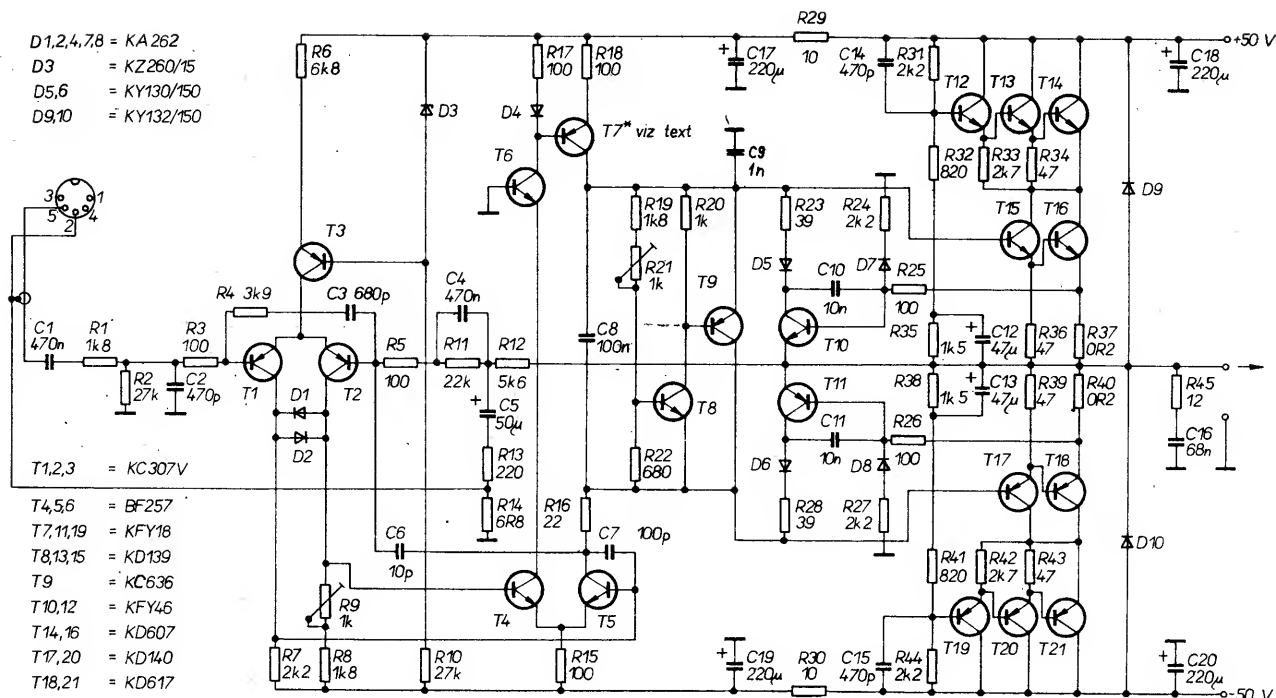 D1,2,4,7,8 = KA262
D3 = KZ260/15
D5,6 = KY130/150
D9,10 = KY132/150
3
1
5
4
2
R6
6k8
D3
R17
100
R18
100
D4
T7* viz text
T6
C17
220µ
R29
10
C14
470p
R31
2k2
T12
T13
T14
C18
220µ
+50 V
C9
1n
R32
820
R33
2k7
R34
47
D9
R19
1k8
R20
1k
R23
39
R24
2k2
T15
T16
T3
R21
1k
T9
D5
C10
10n
D7
R25
100
R4 3k9
C3 680p
C4
470n
C8
100n
T10
R35
1k5
C12
47µ
R36
47
R37
0R2
C1
470n
R1
1k8
R3
100
R2
27k
C2
470p
T1
T2
R5
100
R11
22k
R12
5k6
D1
D2
C5
50µ
T8
T11
R38
1k5
C13
47µ
R39
47
R40
0R2
R45
12
C16
68n
R13
220
R22
680
C11
10n
R26
100
D6
D8
T17
T18
T1,2,3 = KC307V
T4,5,6 = BF257
T7,11,19 = KFY18
T8,13,15 = KD139
T9 = KC636
T10,12 = KFY46
T14,16 = KD607
T17,20 = KD140
T18,21 = KD617
R14
6R8
R16
22
C6
10p
C7
100p
R28
39
R27
2k2
D10
R9
1k
T4
T5
R41
820
R42
2k7
R43
47
R7
2k2
R8
1k8
R10
27k
R15
100
C19
220µ
R30
10
C15
470p
R44
2k2
T19
T20
T21
C20
220µ
-50 V